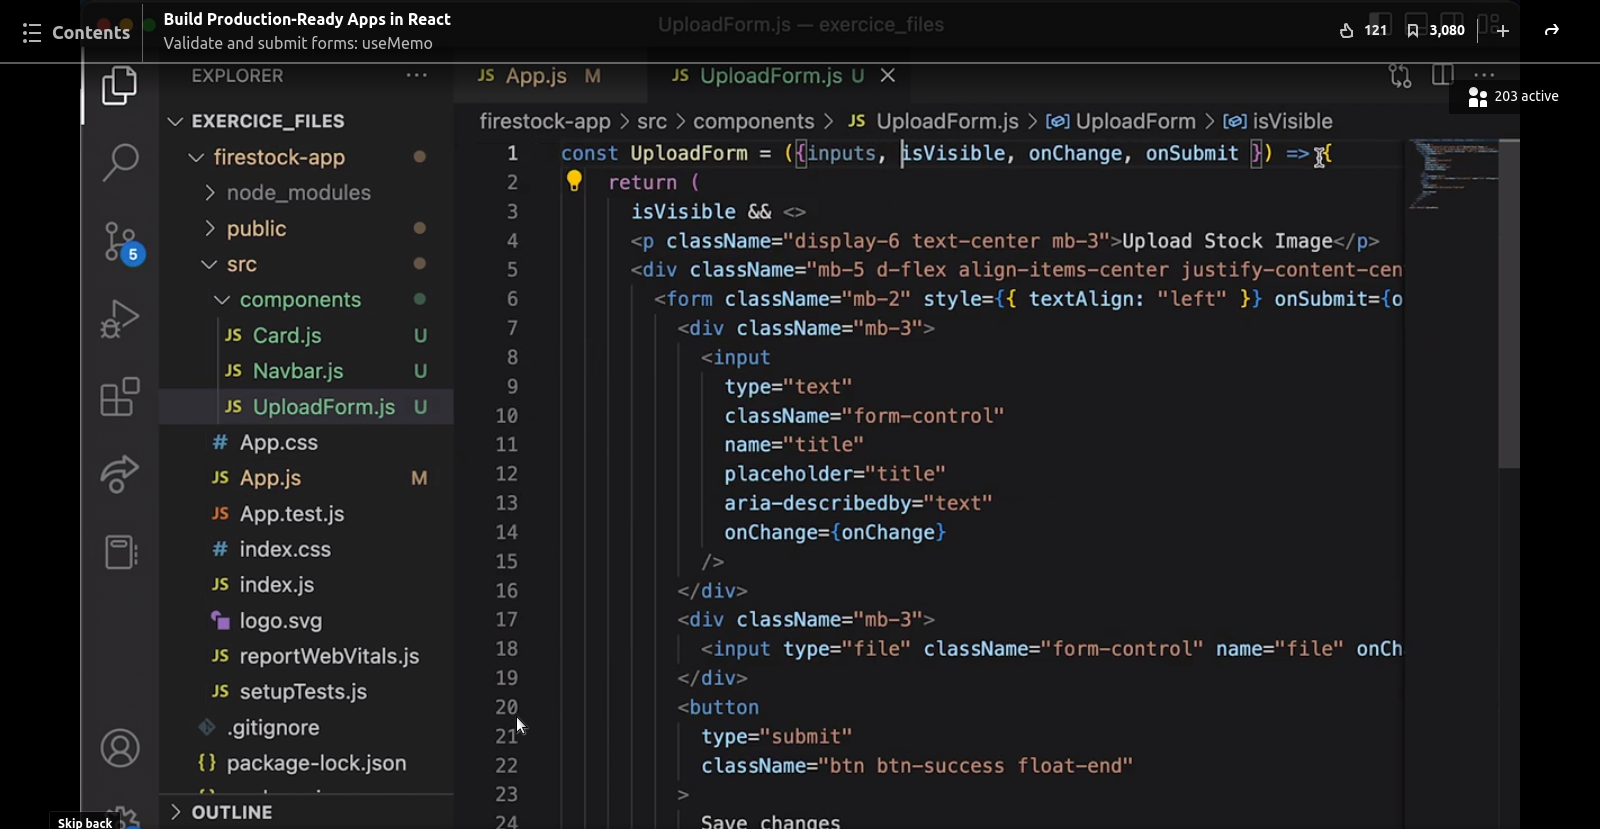 Contents
Build Production-Ready Apps in React
Validate and submit forms: useMemo
UploadForm.js — exercice_files
121
3,080
203 active
EXPLORER
EXERCICE_FILES
firestock-app
node_modules
public
src
components
JS Card.js U
JS Navbar.js U
JS UploadForm.js U
# App.css
JS App.js M
JS App.test.js
# index.css
JS index.js
logo.svg
JS reportWebVitals.js
JS setupTests.js
.gitignore
{} package-lock.json
OUTLINE
5
Skip back
JS App.js M
JS UploadForm.js U
firestock-app > src > components > JS UploadForm.js > UploadForm > isVisible
1 const UploadForm = ({inputs, isVisible, onChange, onSubmit }) => {
2 return (
3 isVisible && <>
4 <p className="display-6 text-center mb-3">Upload Stock Image</p>
5 <div className="mb-5 d-flex align-items-center justify-content-cen
6 <form className="mb-2" style={{ textAlign: "left" }} onSubmit={o
7 <div className="mb-3">
8 <input
9 type="text"
10 className="form-control"
11 name="title"
12 placeholder="title"
13 aria-describedby="text"
14 onChange={onChange}
15 />
16 </div>
17 <div className="mb-3">
18 <input type="file" className="form-control" name="file" onCh
19 </div>
20 <button
21 type="submit"
22 className="btn btn-success float-end"
23 >
24 Save changes